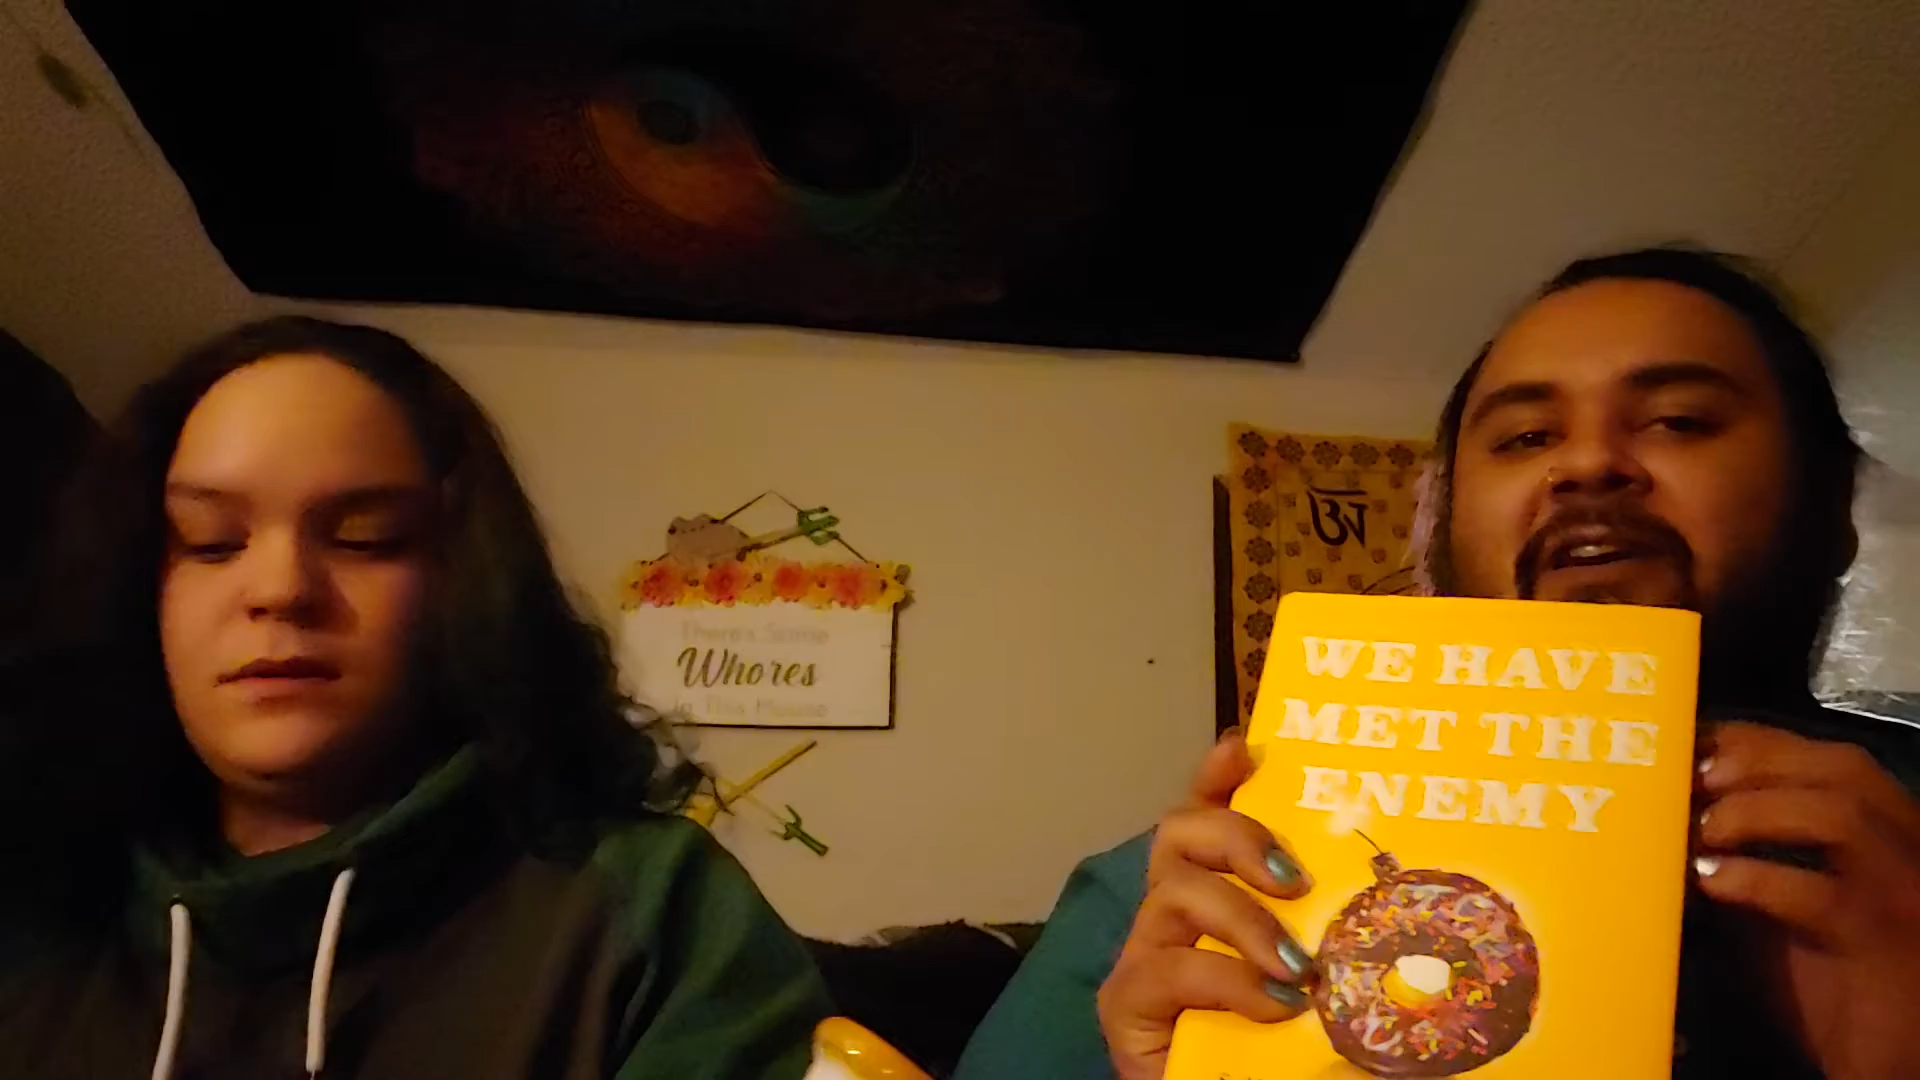 There's Some
Whores
In This House
WE HAVE
MET THE
ENEMY